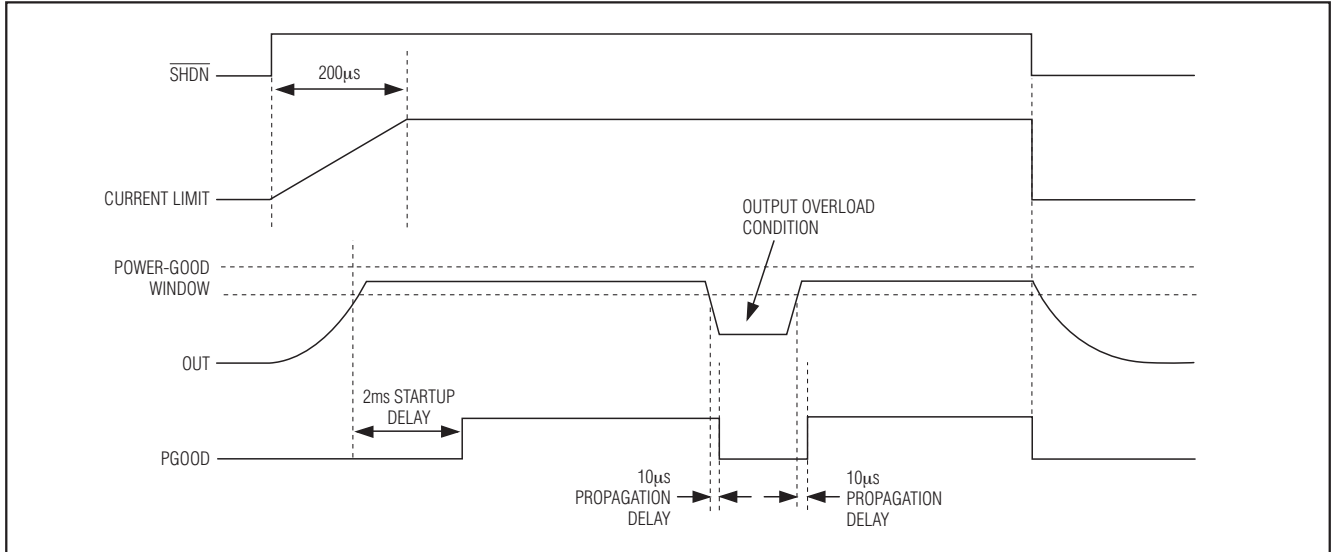 SHDN
200µs
CURRENT LIMIT
OUTPUT OVERLOAD
CONDITION
POWER-GOOD
WINDOW
OUT
2ms STARTUP
DELAY
PGOOD
10µs
PROPAGATION
DELAY
10µs
PROPAGATION
DELAY